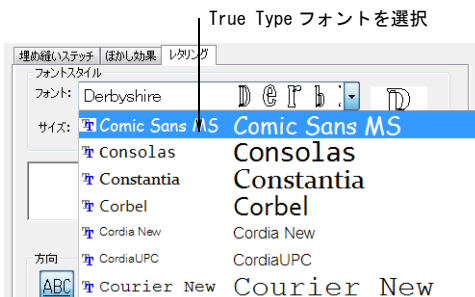 True Type フォントを選択
埋め縫いステッチ ぼかし効果 レタリング
フォントスタイル
フォント: Derbyshire D e r b D
サイズ: Comic Sans MS Comic Sans MS
Consolas Consolas
Constantia Constantia
Corbel Corbel
Cordia New Cordia New
方向 CordiaUPC CordiaUPC
ABC Courier New Courier New